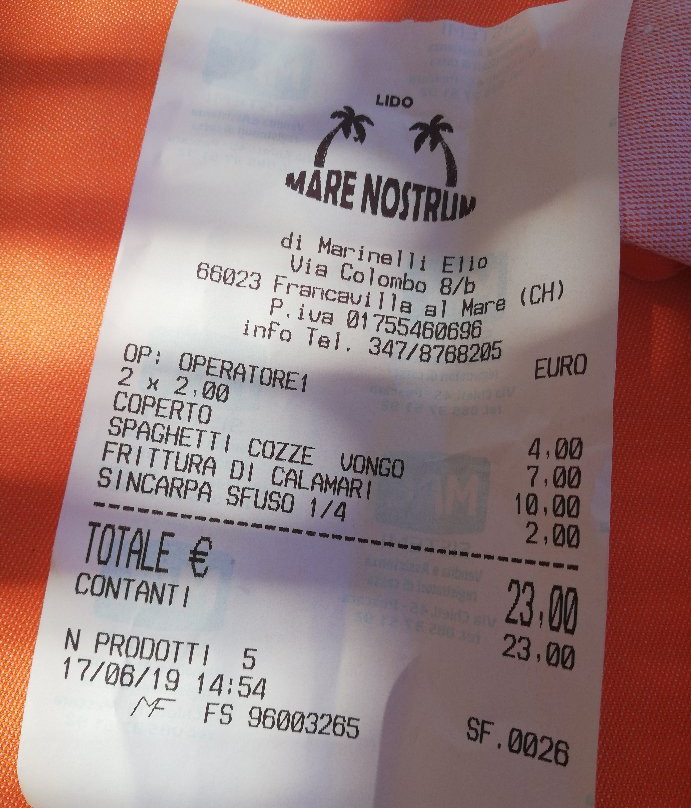 LIDO
MARE NOSTRUM
di Marinelli Elio
Via Colombo 8/b
66023 Francavilla al Mare (CH)
P.iva 01755460696
info Tel. 347/8768205
EURO
OP: OPERATORE1
2 x 2,00
COPERTO 4,00
SPAGHETTI COZZE VONGO 7,00
FRITTURA DI CALAMARI 10,00
SINCARPA SFUSO 1/4 2,00
TOTALE € 23,00
CONTANTI 23,00
N PRODOTTI 5
17/06/19 14:54
MF FS 96003265 SF.0026